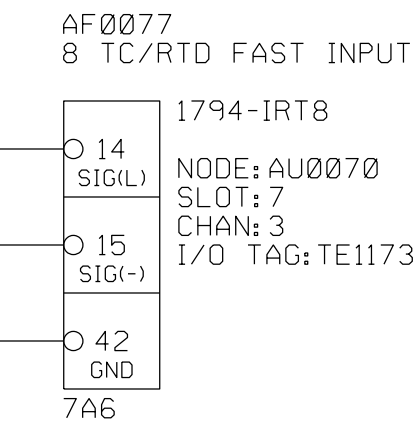 AF0077
8 TC/RTD FAST INPUT
1794-IRT8
14
SIG(L)
NODE:AU0070
SLOT:7
CHAN:3
I/O TAG:TE1173
15
SIG(-)
42
GND
7A6